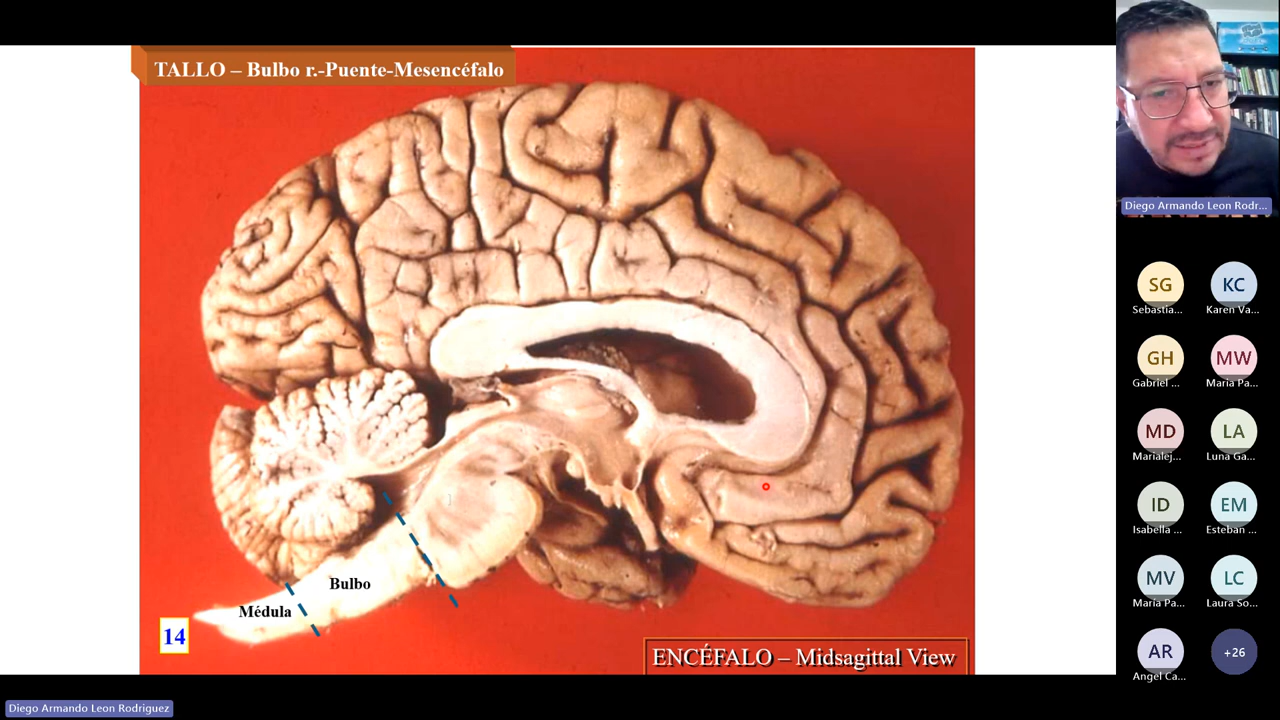 TALLO – Bulbo r.-Puente-Mesencéfalo
Bulbo
Médula
14
ENCÉFALO – Midsagittal View
Diego Armando Leon Rodr...
SG
Sebastia...
KC
Karen Va...
GH
Gabriel ...
MW
Maria Pa...
MD
Marialej...
LA
Luna Ga...
ID
Isabella ...
EM
Esteban ...
MV
Maria Pa...
LC
Laura So...
AR
Angel Ca...
+26
Diego Armando Leon Rodriguez